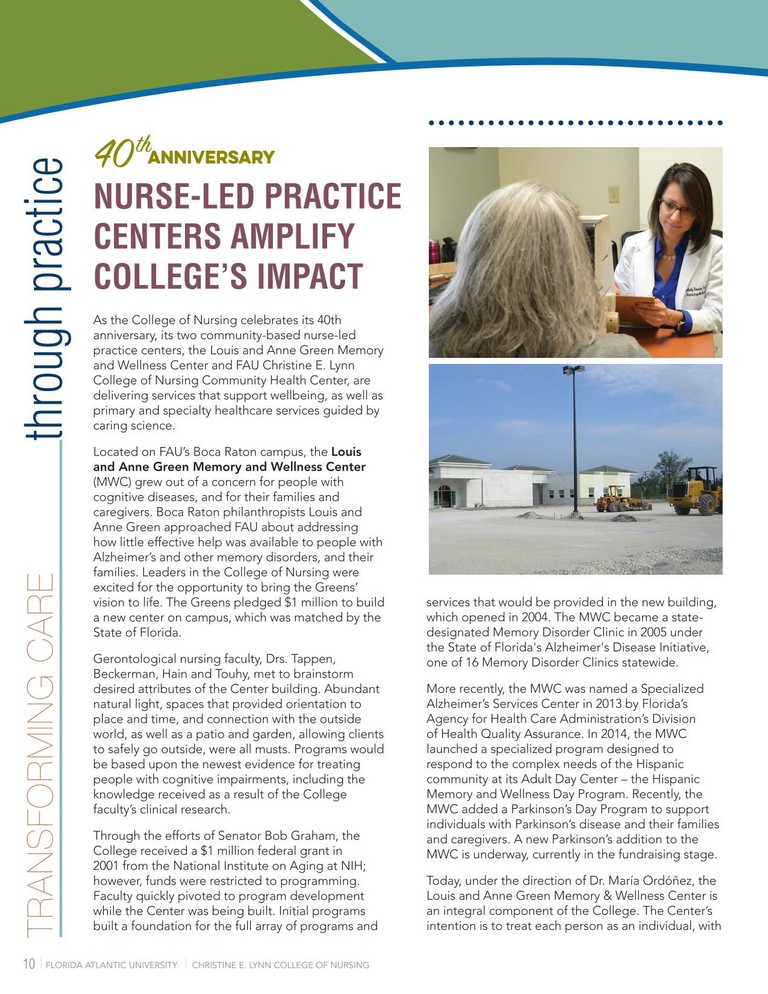 40th ANNIVERSARY
NURSE-LED PRACTICE
CENTERS AMPLIFY
COLLEGE'S IMPACT
through practice
TRANSFORMING CARE
As the College of Nursing celebrates its 40th
anniversary, its two community-based nurse-led
practice centers, the Louis and Anne Green Memory
and Wellness Center and FAU Christine E. Lynn
College of Nursing Community Health Center, are
delivering services that support wellbeing, as well as
primary and specialty healthcare services guided by
caring science.
Located on FAU's Boca Raton campus, the Louis
and Anne Green Memory and Wellness Center
(MWC) grew out of a concern for people with
cognitive diseases, and for their families and
caregivers. Boca Raton philanthropists Louis and
Anne Green approached FAU about addressing
how little effective help was available to people with
Alzheimer's and other memory disorders, and their
families. Leaders in the College of Nursing were
excited for the opportunity to bring the Greens'
vision to life. The Greens pledged $1 million to build
a new center on campus, which was matched by the
State of Florida.
Gerontological nursing faculty, Drs. Tappen,
Beckerman, Hain and Touhy, met to brainstorm
desired attributes of the Center building. Abundant
natural light, spaces that provided orientation to
place and time, and connection with the outside
world, as well as a patio and garden, allowing clients
to safely go outside, were all musts. Programs would
be based upon the newest evidence for treating
people with cognitive impairments, including the
knowledge received as a result of the College
faculty's clinical research.
Through the efforts of Senator Bob Graham, the
College received a $1 million federal grant in
2001 from the National Institute on Aging at NIH;
however, funds were restricted to programming.
Faculty quickly pivoted to program development
while the Center was being built. Initial programs
built a foundation for the full array of programs and
services that would be provided in the new building,
which opened in 2004. The MWC became a state-
designated Memory Disorder Clinic in 2005 under
the State of Florida's Alzheimer's Disease Initiative,
one of 16 Memory Disorder Clinics statewide.
More recently, the MWC was named a Specialized
Alzheimer's Services Center in 2013 by Florida's
Agency for Health Care Administration's Division
of Health Quality Assurance. In 2014, the MWC
launched a specialized program designed to
respond to the complex needs of the Hispanic
community at its Adult Day Center – the Hispanic
Memory and Wellness Day Program. Recently, the
MWC added a Parkinson's Day Program to support
individuals with Parkinson's disease and their families
and caregivers. A new Parkinson's addition to the
MWC is underway, currently in the fundraising stage.
Today, under the direction of Dr. María Ordóñez, the
Louis and Anne Green Memory & Wellness Center is
an integral component of the College. The Center's
intention is to treat each person as an individual, with
10 | FLORIDA ATLANTIC UNIVERSITY | CHRISTINE E. LYNN COLLEGE OF NURSING